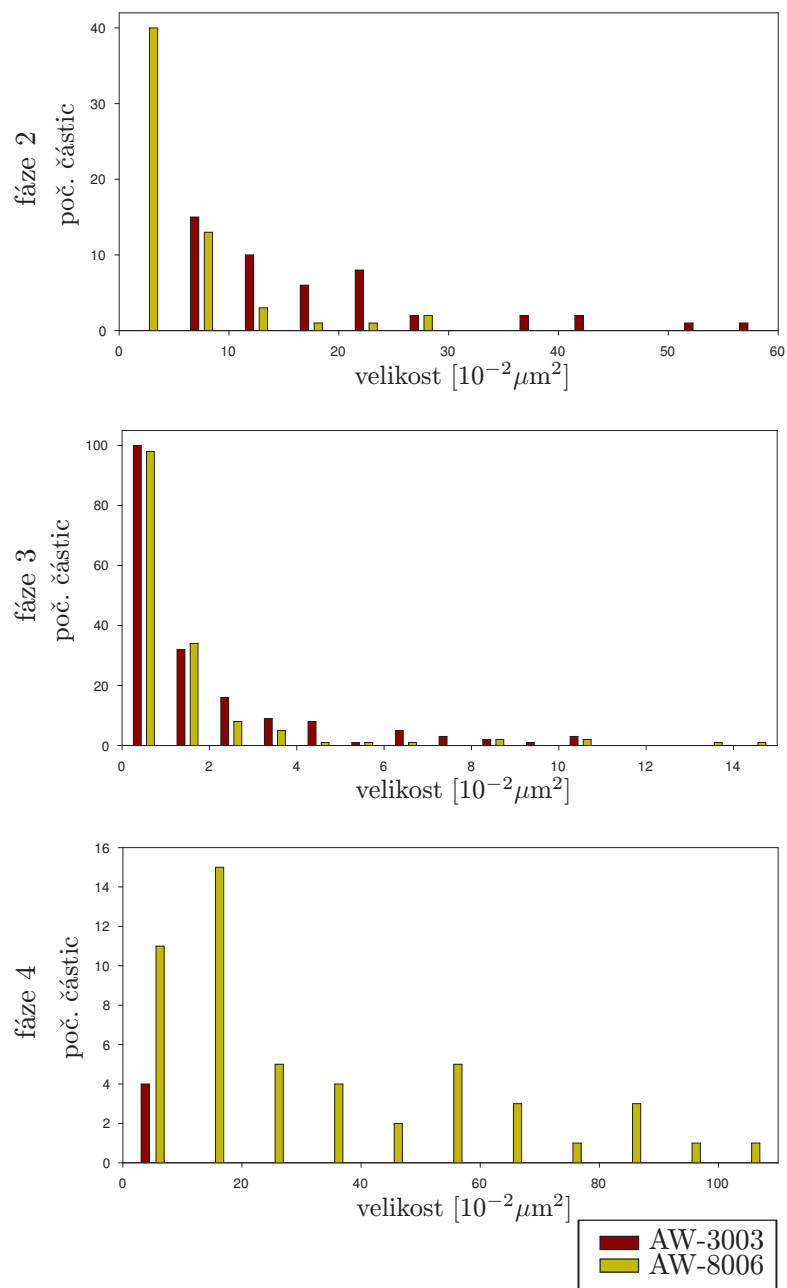 fáze 2
poč. částic
40
30
20
10
0
0 10 20 30 40 50 60
velikost [10⁻²μm²]
fáze 3
poč. částic
100
80
60
40
20
0
0 2 4 6 8 10 12 14
velikost [10⁻²μm²]
fáze 4
poč. částic
16
14
12
10
8
6
4
2
0
0 20 40 60 80 100
velikost [10⁻²μm²]
AW-3003
AW-8006